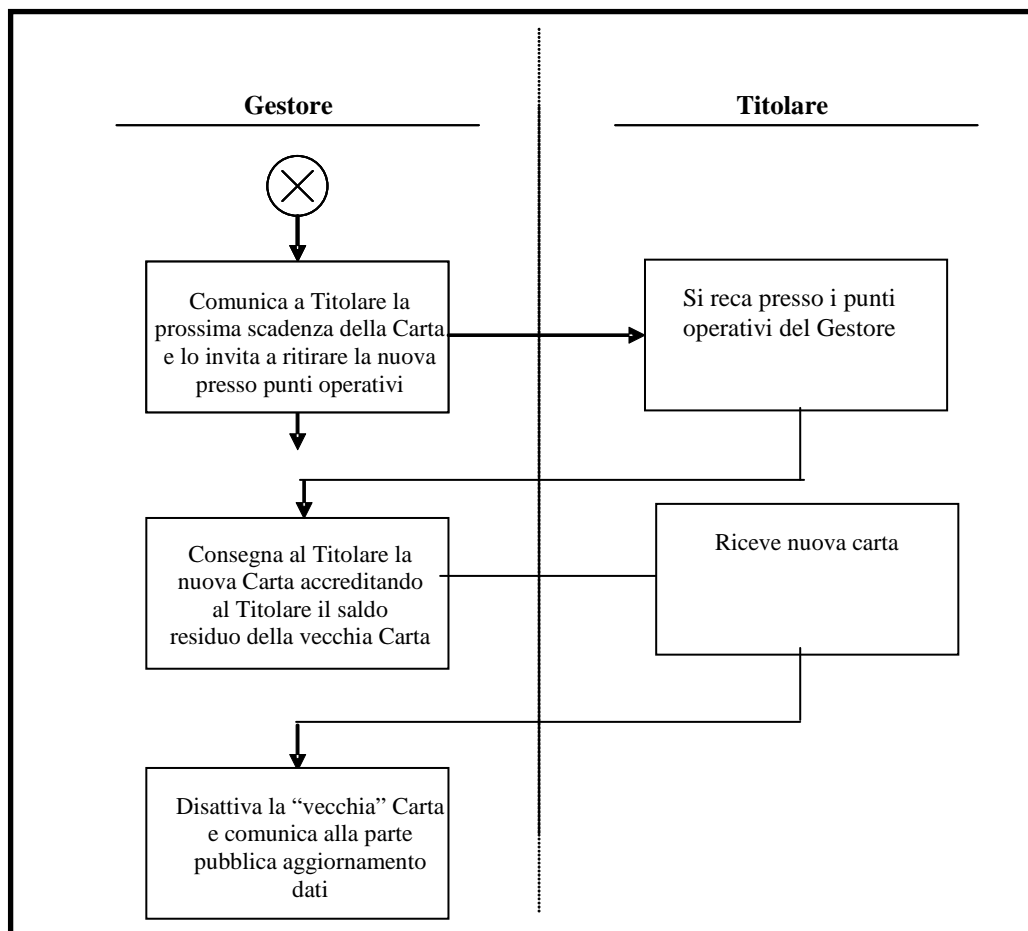 Gestore
Titolare
Comunica a Titolare la
prossima scadenza della Carta
e lo invita a ritirare la nuova
presso punti operativi
Si reca presso i punti
operativi del Gestore
Consegna al Titolare la
nuova Carta accreditando
al Titolare il saldo
residuo della vecchia Carta
Riceve nuova carta
Disattiva la “vecchia” Carta
e comunica alla parte
pubblica aggiornamento
dati